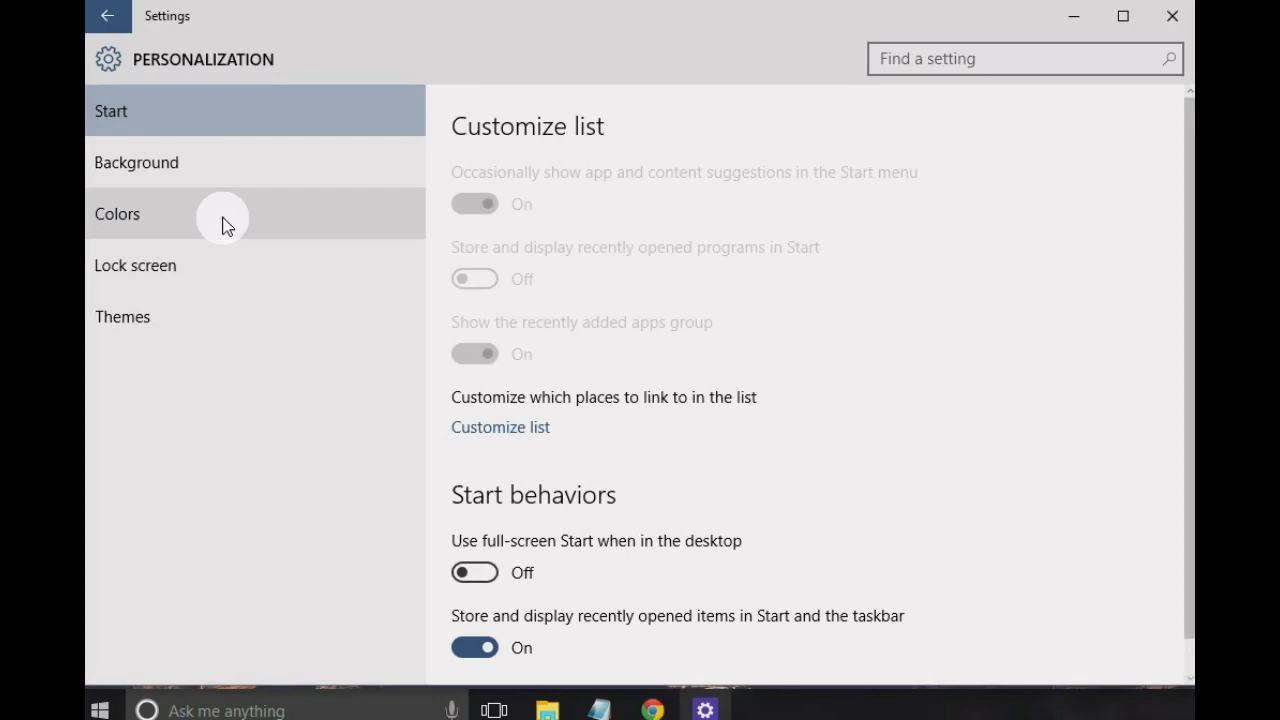 Settings
PERSONALIZATION
Find a setting
Start
Background
Colors
Lock screen
Themes
Customize list
Occasionally show app and content suggestions in the Start menu
On
Store and display recently opened programs in Start
Off
Show the recently added apps group
On
Customize which places to link to in the list
Customize list
Start behaviors
Use full-screen Start when in the desktop
Off
Store and display recently opened items in Start and the taskbar
On
Ask me anything